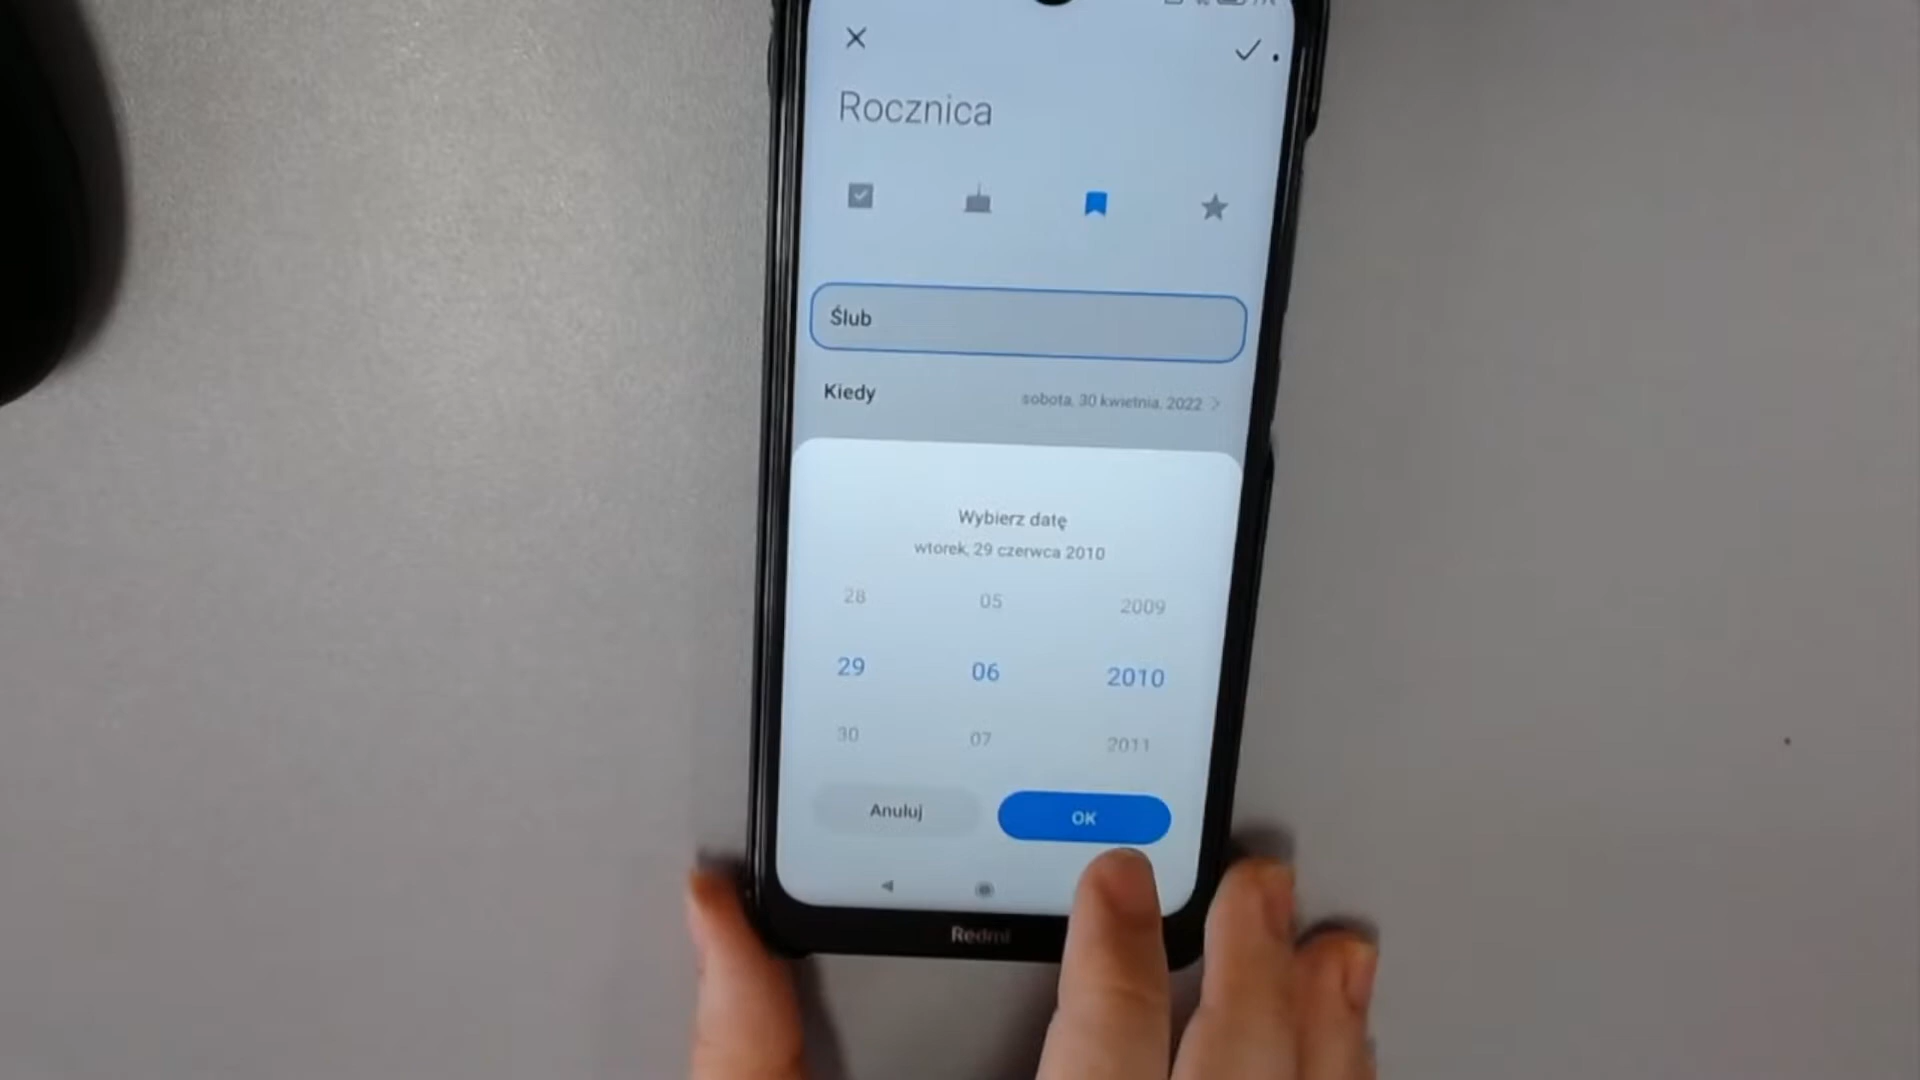 Rocznica
Ślub
Kiedy
sobota, 30 kwietnia, 2022
Wybierz datę
wtorek, 29 czerwca 2010
28 05 2009
29 06 2010
30 07 2011
Anuluj OK
Redmi